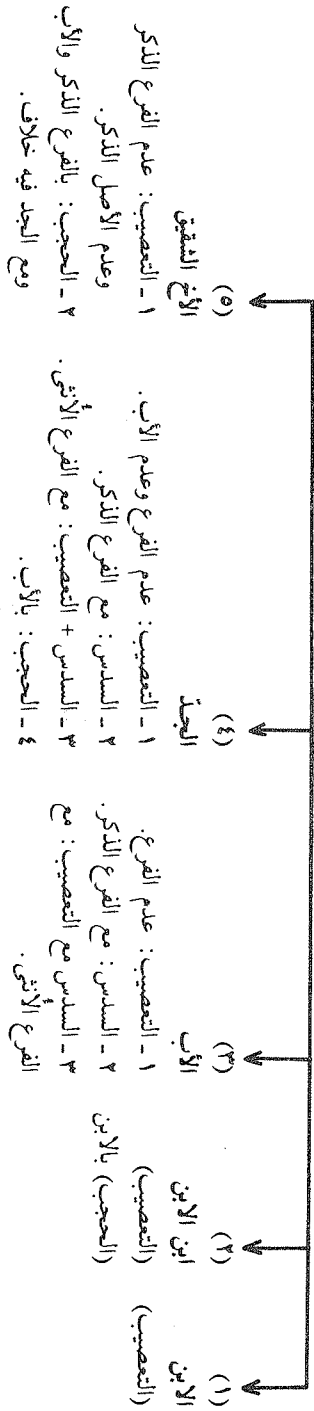 (١)
الابن
(التعصيب)
(٢)
ابن الابن
(التعصيب)
(الحجب) بالابن
(٣)
الأب
١ - التعصيب: عدم الفرع.
٢ - السدس: مع الفرع الذكر.
٣ - السدس مع التعصيب: مع
الفرع الأنثى.
(٤)
الجد
١ - التعصيب: عدم الفرع وعدم الأب.
٢ - السدس: مع الفرع الذكر.
٣ - السدس + التعصيب: مع الفرع الأنثى.
٤ - الحجب: بالأب.
(٥)
الأخ الشقيق
١ - التعصيب: عدم الفرع الذكر
وعدم الأصل الذكر.
٢ - الحجب: بالفرع الذكر والأب
ومع الجد فيه خلاف.